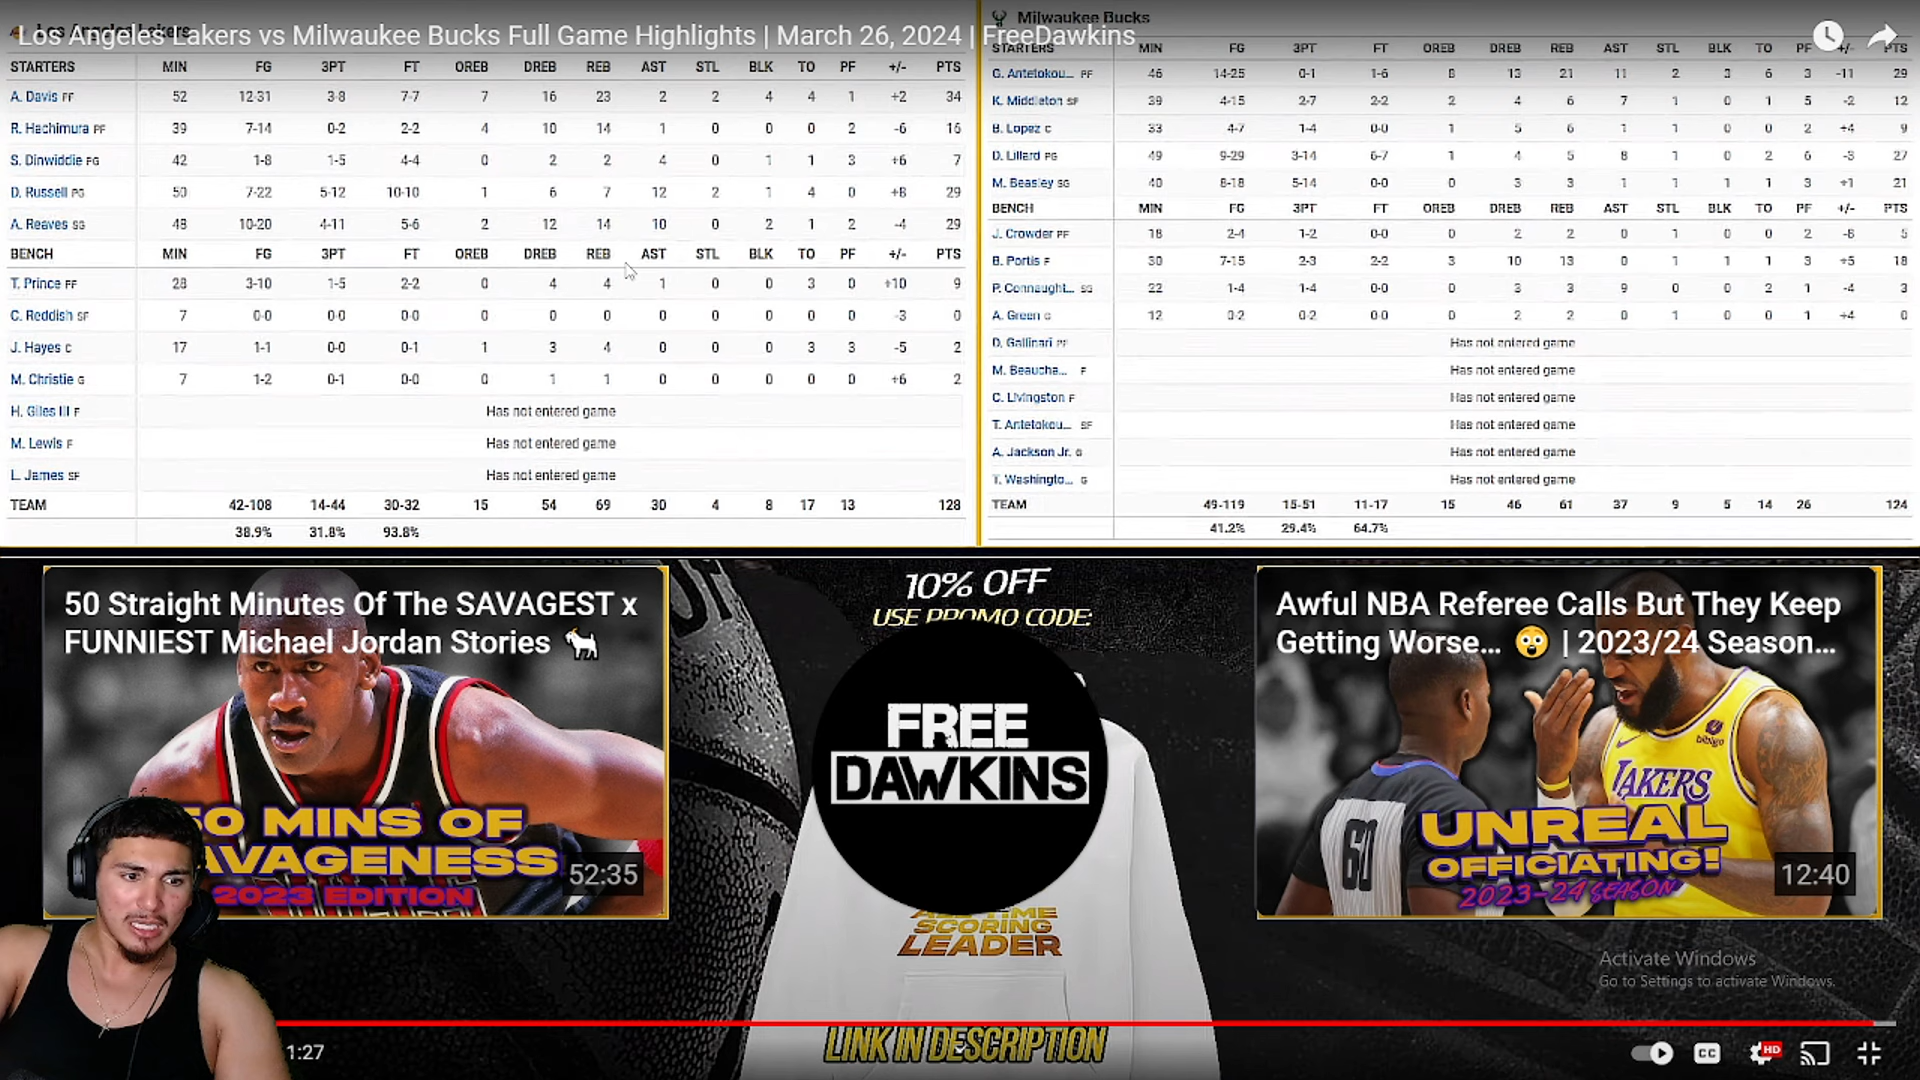 Los Angeles Lakers vs Milwaukee Bucks Full Game Highlights | March 26, 2024 | FreeDawkins
Los Angeles Lakers
STARTERS MIN FG 3PT FT OREB DREB REB AST STL BLK TO PF +/- PTS
A. Davis PF 52 12-31 3-8 7-7 7 16 23 2 2 4 4 1 +2 34
R. Hachimura PF 39 7-14 0-2 2-2 4 10 14 1 0 0 0 2 -6 16
S. Dinwiddie PG 42 1-8 1-5 4-4 0 2 2 4 0 1 1 3 +6 7
D. Russell PG 50 7-22 5-12 10-10 1 6 7 12 2 1 4 0 +8 29
A. Reaves SG 48 10-20 4-11 5-6 2 12 14 10 0 2 1 2 -4 29
BENCH MIN FG 3PT FT OREB DREB REB AST STL BLK TO PF +/- PTS
T. Prince PF 28 3-10 1-5 2-2 0 4 4 1 0 0 3 0 +10 9
C. Reddish SF 7 0-0 0-0 0-0 0 0 0 0 0 0 0 0 -3 0
J. Hayes C 17 1-1 0-0 0-1 1 3 4 0 0 0 3 3 -5 2
M. Christie G 7 1-2 0-1 0-0 0 1 1 0 0 0 0 0 +6 2
H. Giles III F Has not entered game
M. Lewis F Has not entered game
L. James SF Has not entered game
TEAM 42-108 14-44 30-32 15 54 69 30 4 8 17 13 128
38.9% 31.8% 93.8%
Milwaukee Bucks
STARTERS MIN FG 3PT FT OREB DREB REB AST STL BLK TO PF +/- PTS
G. Antetokou... PF 46 14-25 0-1 1-6 8 13 21 11 2 3 6 3 -11 29
K. Middleton SF 39 4-15 2-7 2-2 2 4 6 7 1 0 1 5 -2 12
B. Lopez C 33 4-7 1-4 0-0 1 5 6 1 1 0 0 2 +4 9
D. Lillard PG 49 9-29 3-14 6-7 1 4 5 8 1 0 2 6 -3 27
M. Beasley SG 40 8-18 5-14 0-0 0 3 3 1 1 1 1 3 +1 21
BENCH MIN FG 3PT FT OREB DREB REB AST STL BLK TO PF +/- PTS
J. Crowder PF 18 2-4 1-2 0-0 0 2 2 0 1 0 0 2 -8 5
B. Portis F 30 7-15 2-3 2-2 3 10 13 0 1 1 1 3 +5 18
P. Connaught... SG 22 1-4 1-4 0-0 0 3 3 9 0 0 2 1 -4 3
A. Green G 12 0-2 0-2 0-0 0 2 2 0 1 0 0 1 +4 0
D. Gallinari PF Has not entered game
M. Beaucha... F Has not entered game
C. Livingston F Has not entered game
T. Antetokou... SF Has not entered game
A. Jackson Jr. G Has not entered game
T. Washingto... G Has not entered game
TEAM 49-119 15-51 11-17 15 46 61 37 9 5 14 26 124
41.2% 29.4% 64.7%
50 Straight Minutes Of The SAVAGEST x
FUNNIEST Michael Jordan Stories 🐐
50 MINS OF
SAVAGENESS
2023 EDITION
52:35
10% OFF
USE PROMO CODE:
FREE
DAWKINS
ALL TIME
SCORING
LEADER
LINK IN DESCRIPTION
Awful NBA Referee Calls But They Keep
Getting Worse... 😲 | 2023/24 Season...
bibigo
LAKERS
60
UNREAL
OFFICIATING!
2023-24 SEASON
12:40
Activate Windows
Go to Settings to activate Windows.
1:27
CC
HD